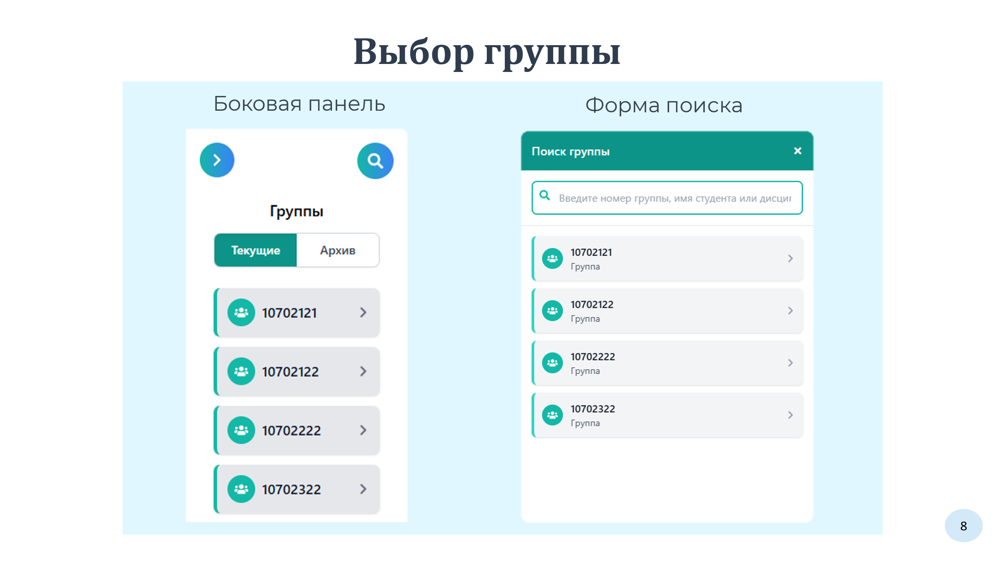 Выбор группы
Боковая панель
Группы
Текущие
Архив
10702121
10702122
10702222
10702322
Форма поиска
Поиск группы
Введите номер группы, имя студента или
10702121
Группа
10702122
Группа
10702222
Группа
10702322
Группа
8